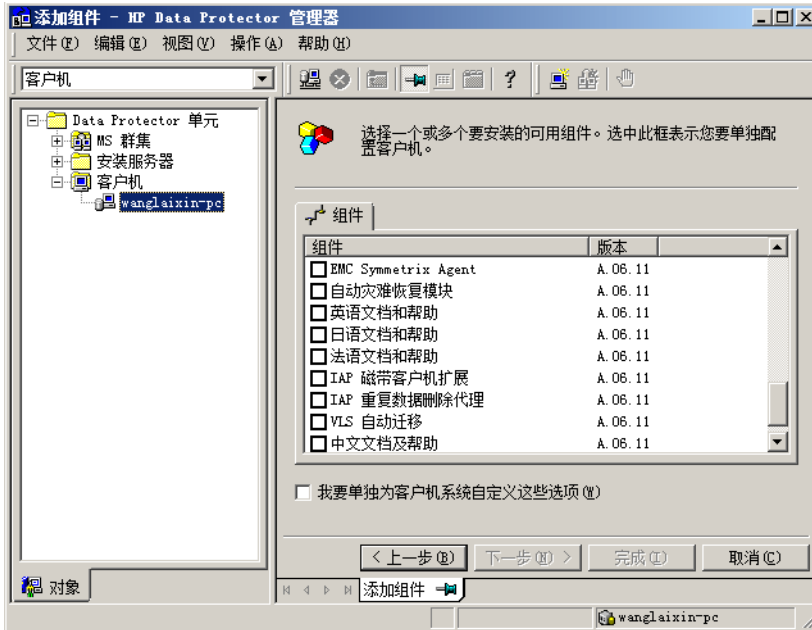 添加组件 - HP Data Protector 管理器
文件(F) 编辑(E) 视图(V) 操作(A) 帮助(H)
客户机
Data Protector 单元
MS 群集
安装服务器
客户机
wanglaixin-pc
选择一个或多个要安装的可用组件。选中此框表示您要单独配
置客户机。
组件
组件 版本
EMC Symmetrix Agent A.06.11
自动灾难恢复模块 A.06.11
英语文档和帮助 A.06.11
日语文档和帮助 A.06.11
法语文档和帮助 A.06.11
IAP 磁带客户机扩展 A.06.11
IAP 重复数据删除代理 A.06.11
VLS 自动迁移 A.06.11
中文文档及帮助 A.06.11
我要单独为客户机系统自定义这些选项(W)
< 上一步(B) 下一步(N) > 完成(I) 取消(C)
对象
添加组件
wanglaixin-pc